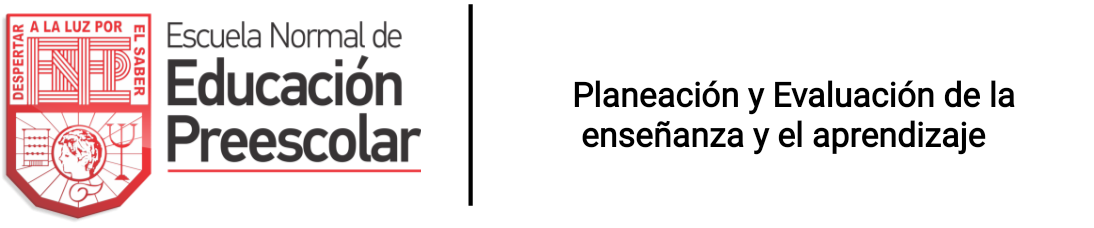 DESPERTAR
A LA LUZ POR
EL SABER
ENEP
Escuela Normal de
Educación
Preescolar
Planeación y Evaluación de la
enseñanza y el aprendizaje